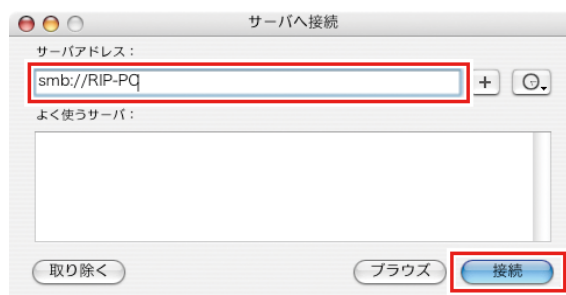 サーバへ接続
サーバアドレス：
smb://RIP-PC
+
よく使うサーバ：
取り除く
ブラウズ
接続